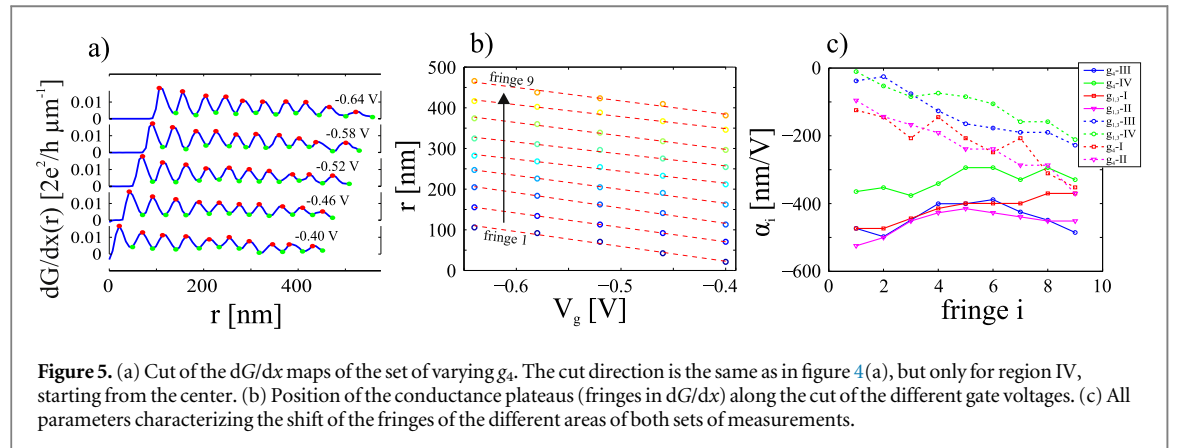 a)
dG/dx(r) [2e²/h μm⁻¹]
0.01
0
0.01
0
0.01
0
0.01
0
0.01
0
-0.64 V
-0.58 V
-0.52 V
-0.46 V
-0.40 V
0 200 400
r [nm]
b)
r [nm]
500
400
300
200
100
0
fringe 9
fringe 1
−0.6 −0.5 −0.4
V_g [V]
c)
α_i [nm/V]
0
−200
−400
−600
0 2 4 6 8 10
fringe i
g₄-III
g₄-IV
g₁,₃-I
g₁,₃-II
g₁,₃-III
g₁,₃-IV
g₄-I
g₄-II
Figure 5. (a) Cut of the dG/dx maps of the set of varying g₄. The cut direction is the same as in figure 4(a), but only for region IV,
starting from the center. (b) Position of the conductance plateaus (fringes in dG/dx) along the cut of the different gate voltages. (c) All
parameters characterizing the shift of the fringes of the different areas of both sets of measurements.